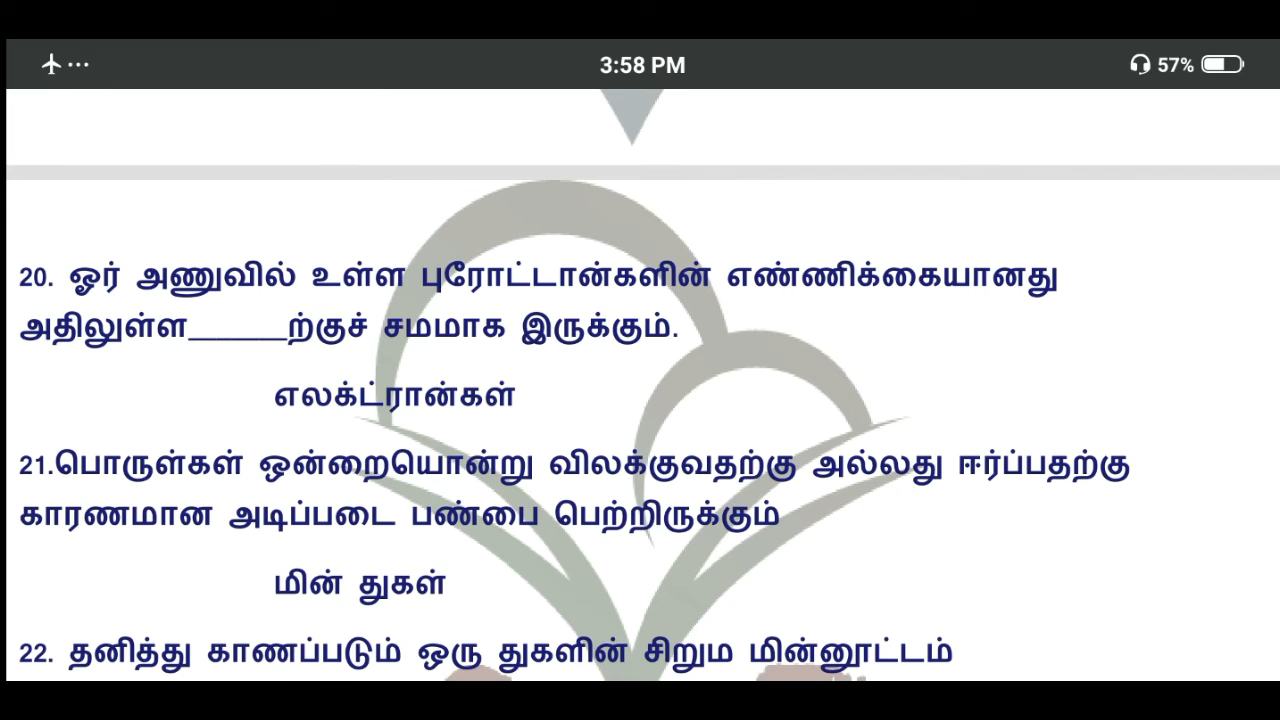 3:58 PM
57%
20. ஓர் அணுவில் உள்ள புரோட்டான்களின் எண்ணிக்கையானது
அதிலுள்ள______ற்குச் சமமாக இருக்கும்.
எலக்ட்ரான்கள்
21.பொருள்கள் ஒன்றையொன்று விலக்குவதற்கு அல்லது ஈர்ப்பதற்கு
காரணமான அடிப்படை பண்பை பெற்றிருக்கும்
மின் துகள்
22. தனித்து காணப்படும் ஒரு துகளின் சிறும மின்னூட்டம்